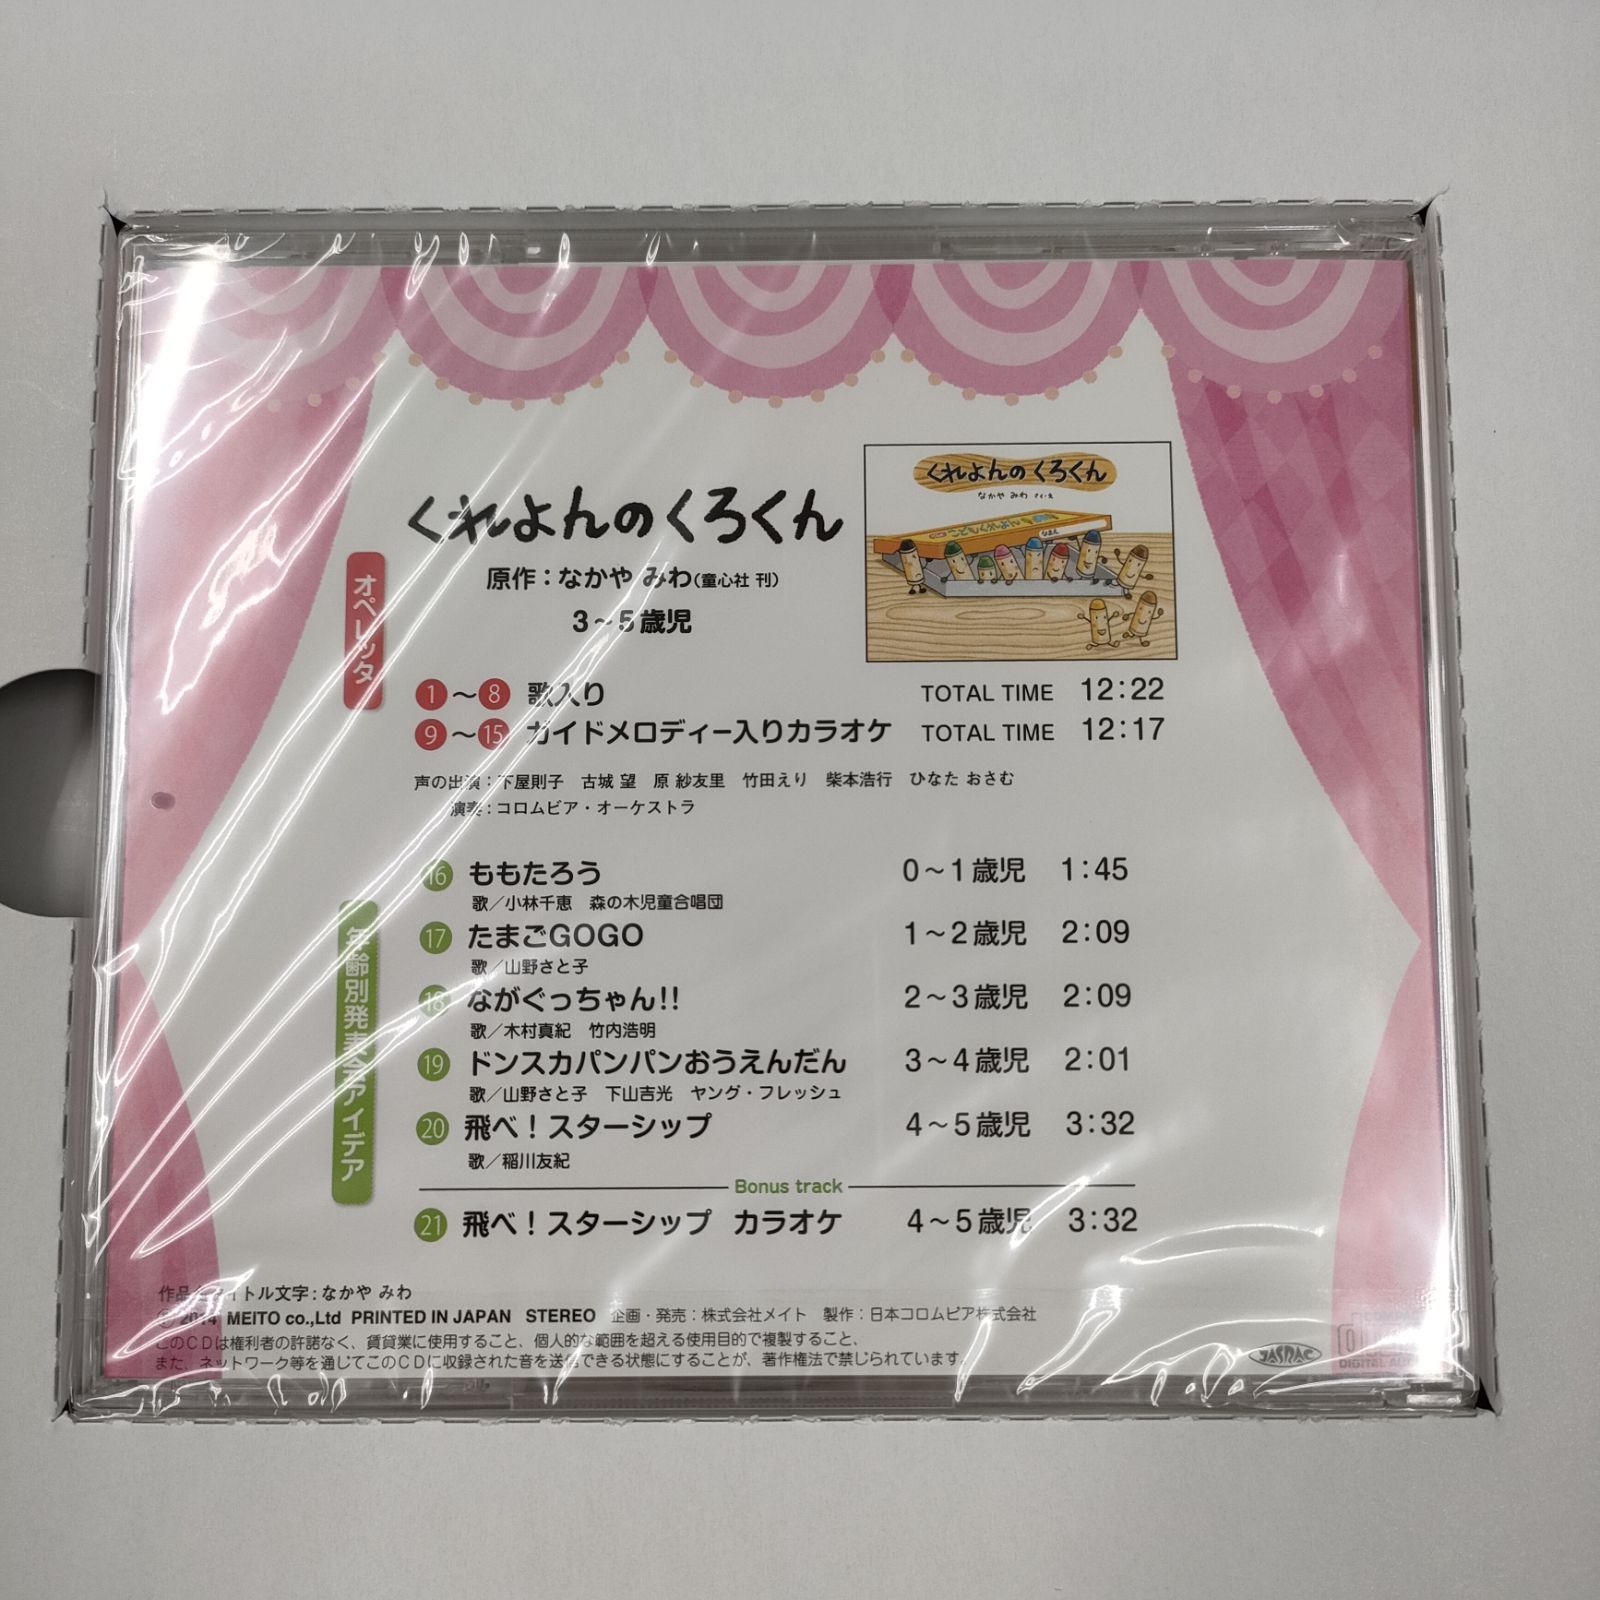 くれよんのくろくん
原作：なかや みわ(童心社 刊)
3～5歳児
くれよんのくろくん
なかや みわ さく・え
こどもくれよん
オペレッタ
1～8 歌入り TOTAL TIME 12:22
9～15 ガイドメロディー入りカラオケ TOTAL TIME 12:17
声の出演：下屋則子 古城 望 原 紗友里 竹田えり 柴本浩行 ひなた おさむ
演奏：コロムビア・オーケストラ
年齢別発表会アイデア
16 ももたろう 0～1歳児 1:45
歌／小林千恵 森の木児童合唱団
17 たまごGOGO 1～2歳児 2:09
歌／山野さと子
18 ながぐっちゃん!! 2～3歳児 2:09
歌／木村真紀 竹内浩明
19 ドンスカパンパンおうえんだん 3～4歳児 2:01
歌／山野さと子 下山吉光 ヤング・フレッシュ
20 飛べ！スターシップ 4～5歳児 3:32
歌／稲川友紀
Bonus track
21 飛べ！スターシップ カラオケ 4～5歳児 3:32
作品タイトル文字：なかや みわ
Ⓟ2014 MEITO co.,Ltd PRINTED IN JAPAN STEREO 企画・発売：株式会社メイト 製作：日本コロムビア株式会社
このCDは権利者の許諾なく、賃貸業に使用すること、個人的な範囲を超える使用目的で複製すること、
また、ネットワーク等を通じてこのCDに収録された音を送信できる状態にすることが、著作権法で禁じられています。
JASRAC
DIGITAL AUDIO